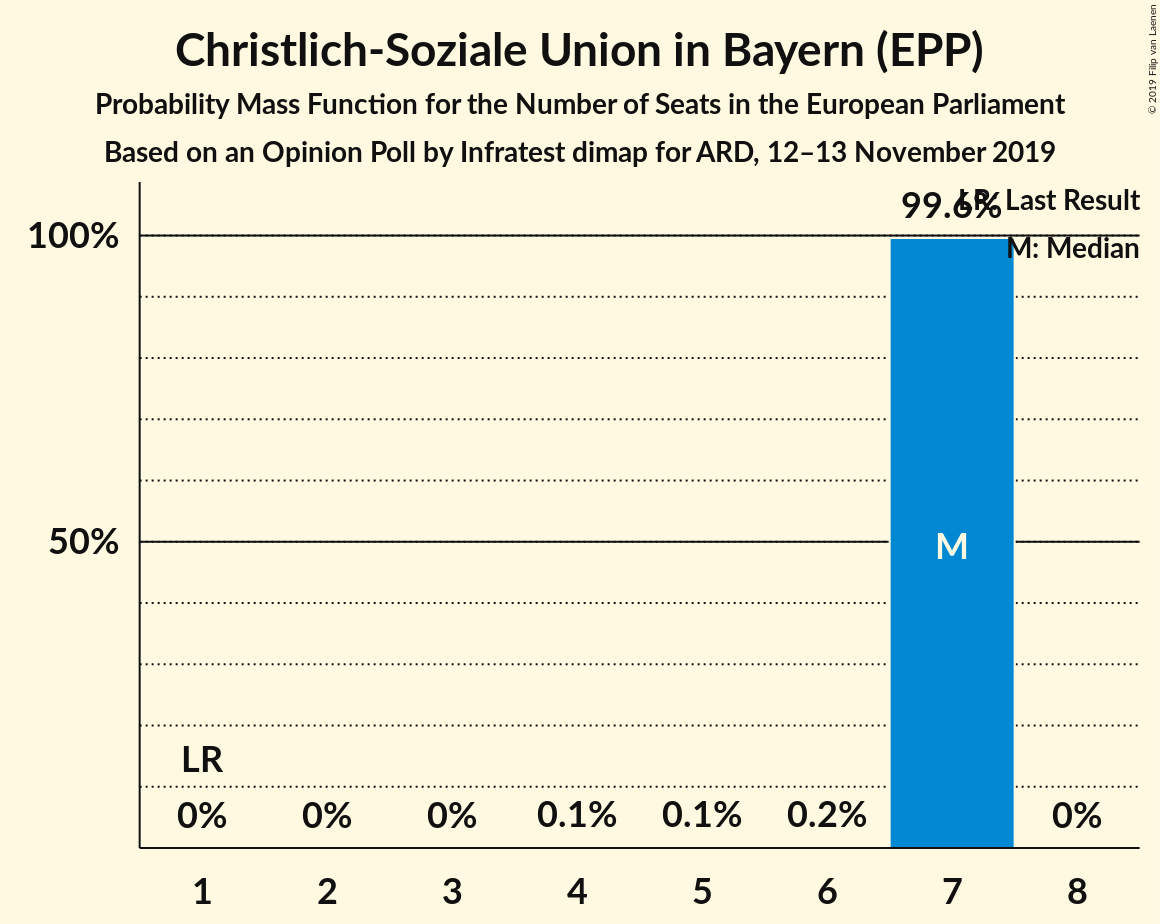 Christlich-Soziale Union in Bayern (EPP)
Probability Mass Function for the Number of Seats in the European Parliament
Based on an Opinion Poll by Infratest dimap for ARD, 12–13 November 2019
© 2019 Filip van Laenen
99.6%
LR: Last Result
M: Median
100%
50%
M
LR
0% 0% 0% 0.1% 0.1% 0.2% 0%
1 2 3 4 5 6 7 8